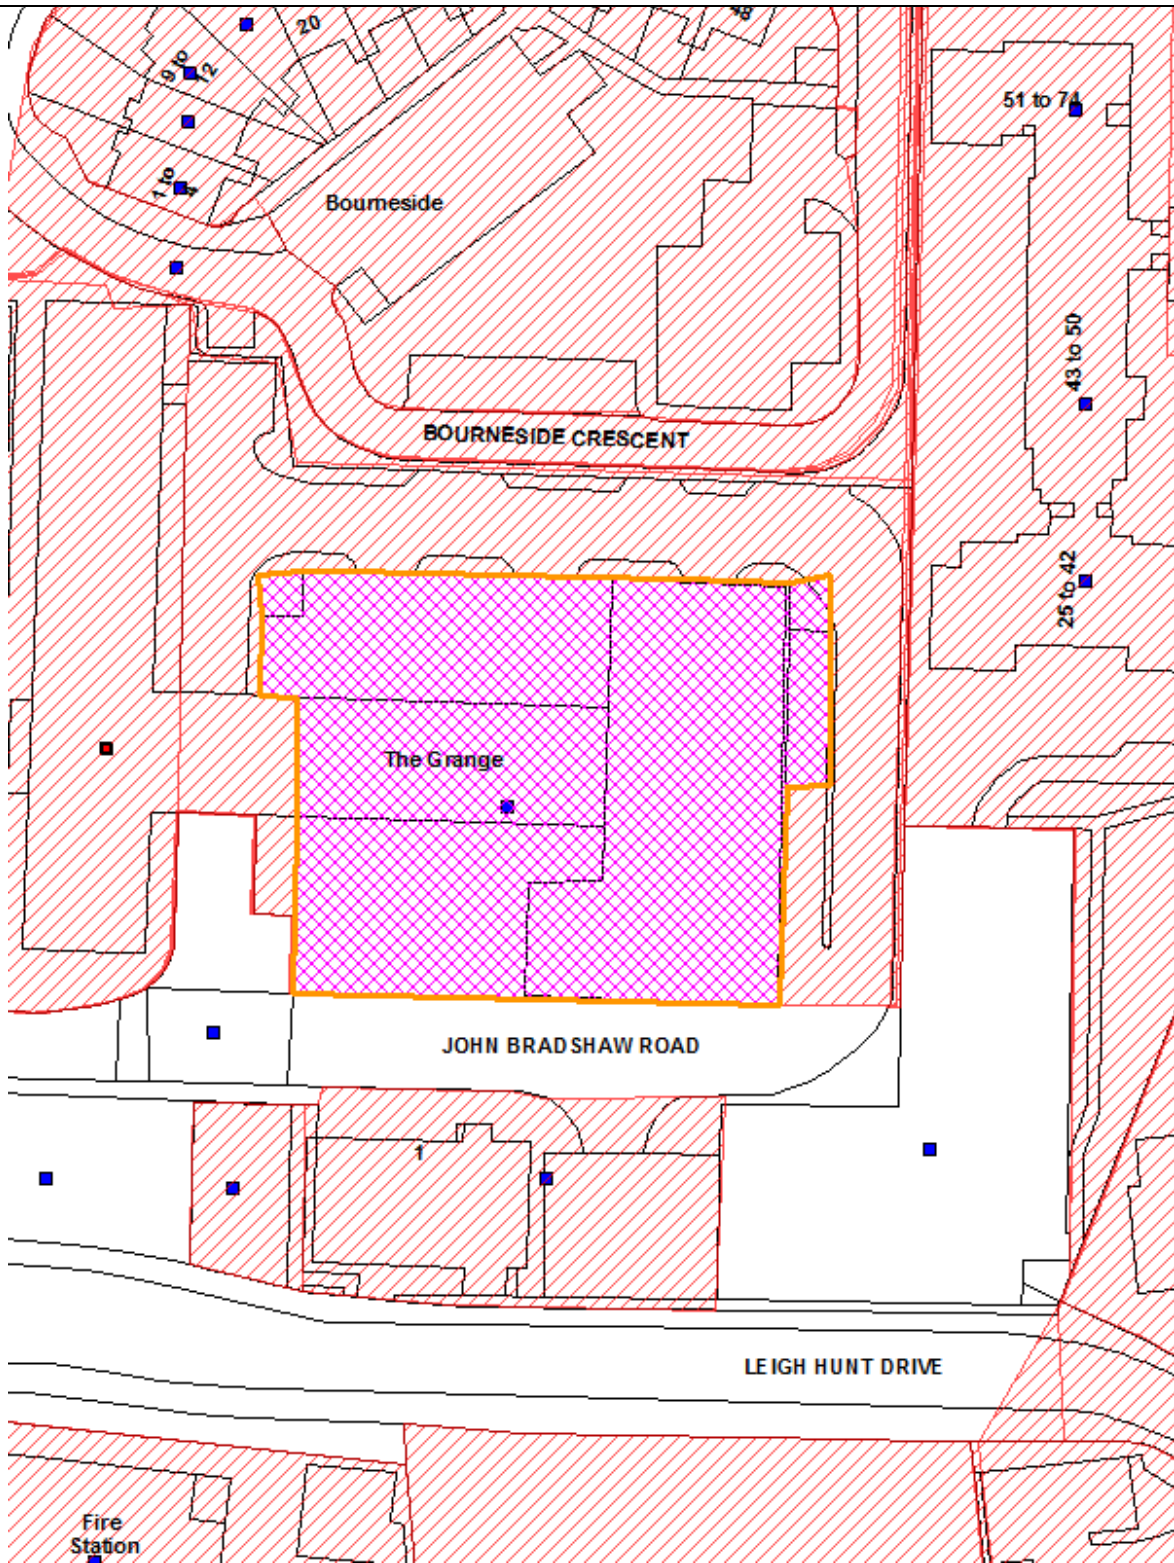 20
48
9 to
12
51 to 74
1 to
4
Bourneside
43 to 50
BOURNESIDE CRESCENT
25 to 42
The Grange
JOHN BRADSHAW ROAD
1
LEIGH HUNT DRIVE
Fire
Station